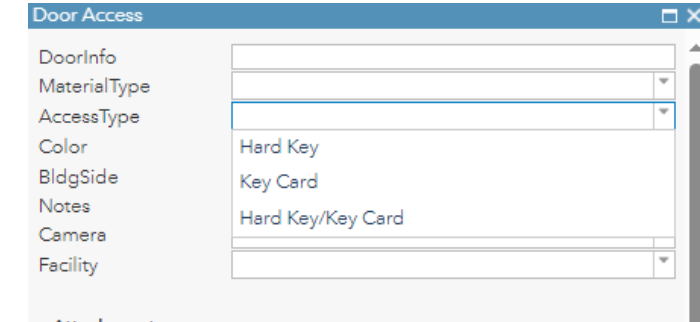 Door Access
DoorInfo
MaterialType
AccessType
Color
Hard Key
BldgSide
Key Card
Notes
Hard Key/Key Card
Camera
Facility